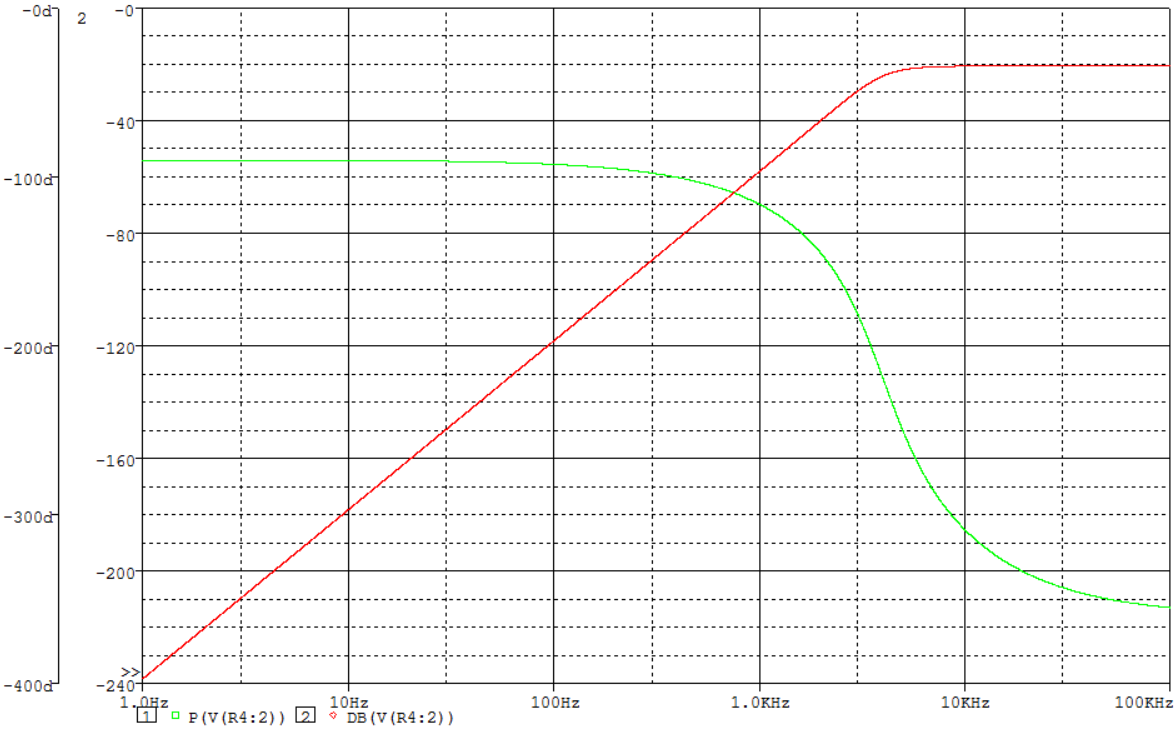 -0d 2 -0
-40
-100d
-80
-200d -120
-160
-300d
-200
>>
-400d -240
1.0Hz 10Hz 100Hz 1.0KHz 10KHz 100KHz
1 P(V(R4:2)) 2 DB(V(R4:2))